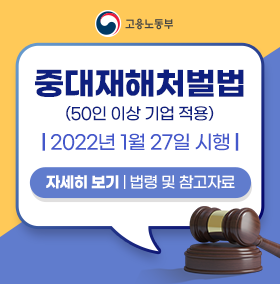 고용노동부
중대재해처벌법
(50인 이상 기업 적용)
| 2022년 1월 27일 시행 |
자세히 보기 | 법령 및 참고자료